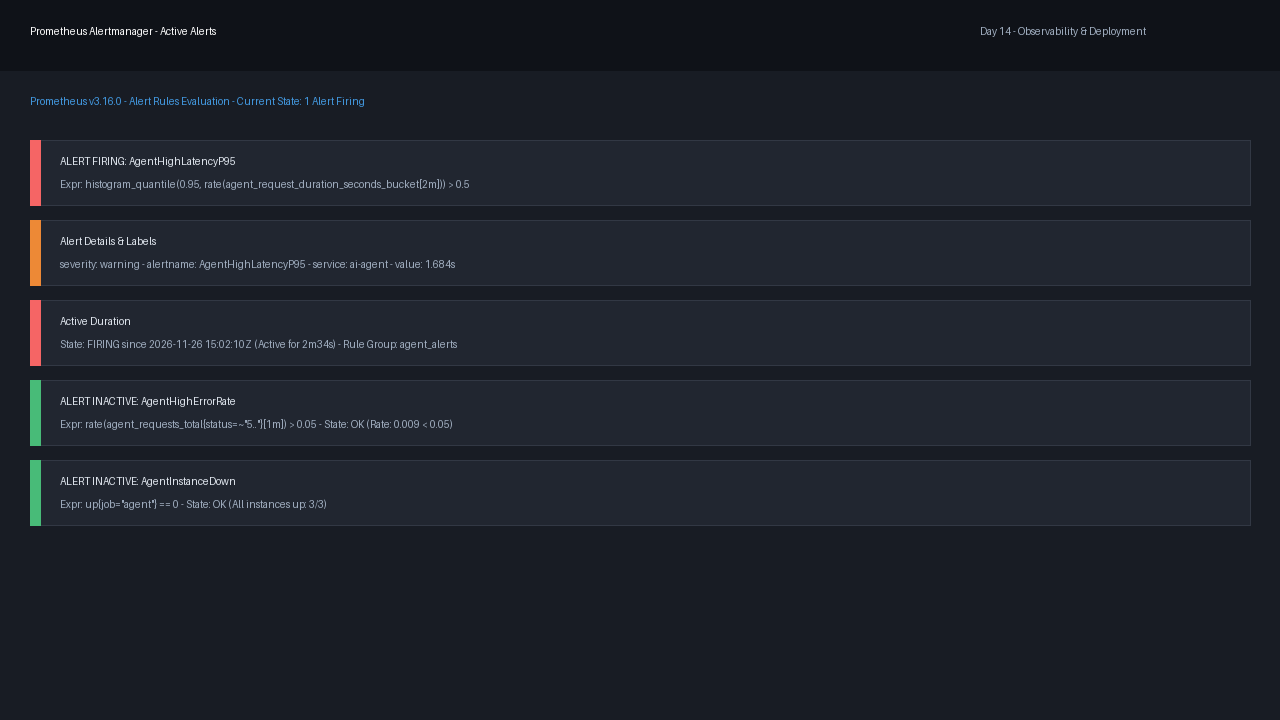 Prometheus Alertmanager - Active Alerts
Day 14 - Observability & Deployment
Prometheus v3.16.0 - Alert Rules Evaluation - Current State: 1 Alert Firing
ALERT FIRING: AgentHighLatencyP95
Expr: histogram_quantile(0.95, rate(agent_request_duration_seconds_bucket[2m])) > 0.5
Alert Details & Labels
severity: warning - alertname: AgentHighLatencyP95 - service: ai-agent - value: 1.684s
Active Duration
State: FIRING since 2026-11-26 15:02:10Z (Active for 2m34s) - Rule Group: agent_alerts
ALERT INACTIVE: AgentHighErrorRate
Expr: rate(agent_requests_total{status=~"5.."}[1m]) > 0.05 - State: OK (Rate: 0.009 < 0.05)
ALERT INACTIVE: AgentInstanceDown
Expr: up{job="agent"} == 0 - State: OK (All instances up: 3/3)